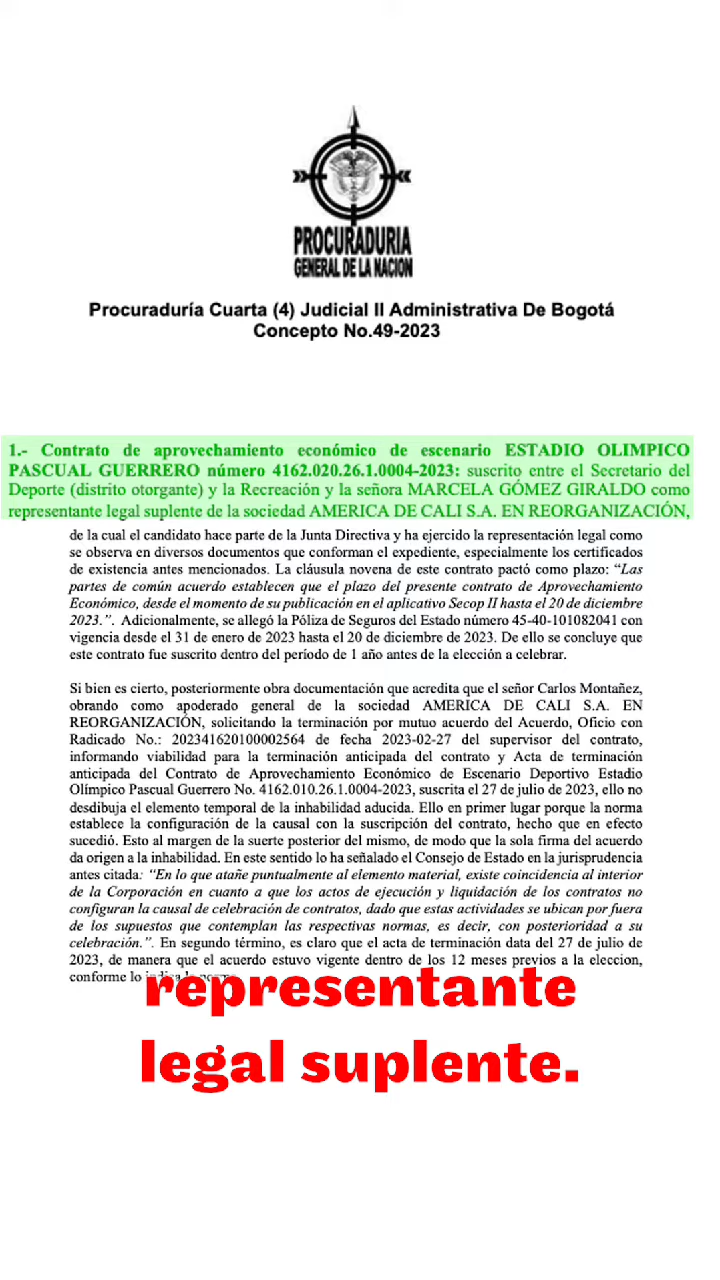 PROCURADURIA
GENERAL DE LA NACION
Procuraduría Cuarta (4) Judicial II Administrativa De Bogotá
Concepto No.49-2023
1.- Contrato de aprovechamiento económico de escenario ESTADIO OLIMPICO
PASCUAL GUERRERO número 4162.020.26.1.0004-2023: suscrito entre el Secretario del
Deporte (distrito otorgante) y la Recreación y la señora MARCELA GÓMEZ GIRALDO como
representante legal suplente de la sociedad AMERICA DE CALI S.A. EN REORGANIZACIÓN,
de la cual el candidato hace parte de la Junta Directiva y ha ejercido la representación legal como
se observa en diversos documentos que conforman el expediente, especialmente los certificados
de existencia antes mencionados. La cláusula novena de este contrato pactó como plazo: “Las
partes de común acuerdo establecen que el plazo del presente contrato de Aprovechamiento
Económico, desde el momento de su publicación en el aplicativo Secop II hasta el 20 de diciembre
2023.”. Adicionalmente, se allegó la Póliza de Seguros del Estado número 45-40-101082041 con
vigencia desde el 31 de enero de 2023 hasta el 20 de diciembre de 2023. De ello se concluye que
este contrato fue suscrito dentro del período de 1 año antes de la elección a celebrar.
Si bien es cierto, posteriormente obra documentación que acredita que el señor Carlos Montañez,
obrando como apoderado general de la sociedad AMERICA DE CALI S.A. EN
REORGANIZACIÓN, solicitando la terminación por mutuo acuerdo del Acuerdo, Oficio con
Radicado No.: 202341620100002564 de fecha 2023-02-27 del supervisor del contrato,
informando viabilidad para la terminación anticipada del contrato y Acta de terminación
anticipada del Contrato de Aprovechamiento Económico de Escenario Deportivo Estadio
Olímpico Pascual Guerrero No. 4162.010.26.1.0004-2023, suscrita el 27 de julio de 2023, ello no
desdibuja el elemento temporal de la inhabilidad aducida. Ello en primer lugar porque la norma
establece la configuración de la causal con la suscripción del contrato, hecho que en efecto
sucedió. Esto al margen de la suerte posterior del mismo, de modo que la sola firma del acuerdo
da origen a la inhabilidad. En este sentido lo ha señalado el Consejo de Estado en la jurisprudencia
antes citada: “En lo que atañe puntualmente al elemento material, existe coincidencia al interior
de la Corporación en cuanto a que los actos de ejecución y liquidación de los contratos no
configuran la causal de celebración de contratos, dado que estas actividades se ubican por fuera
de los supuestos que contemplan las respectivas normas, es decir, con posterioridad a su
celebración.”. En segundo término, es claro que el acta de terminación data del 27 de julio de
2023, de manera que el acuerdo estuvo vigente dentro de los 12 meses previos a la eleccion,
conforme lo
representante
legal suplente.